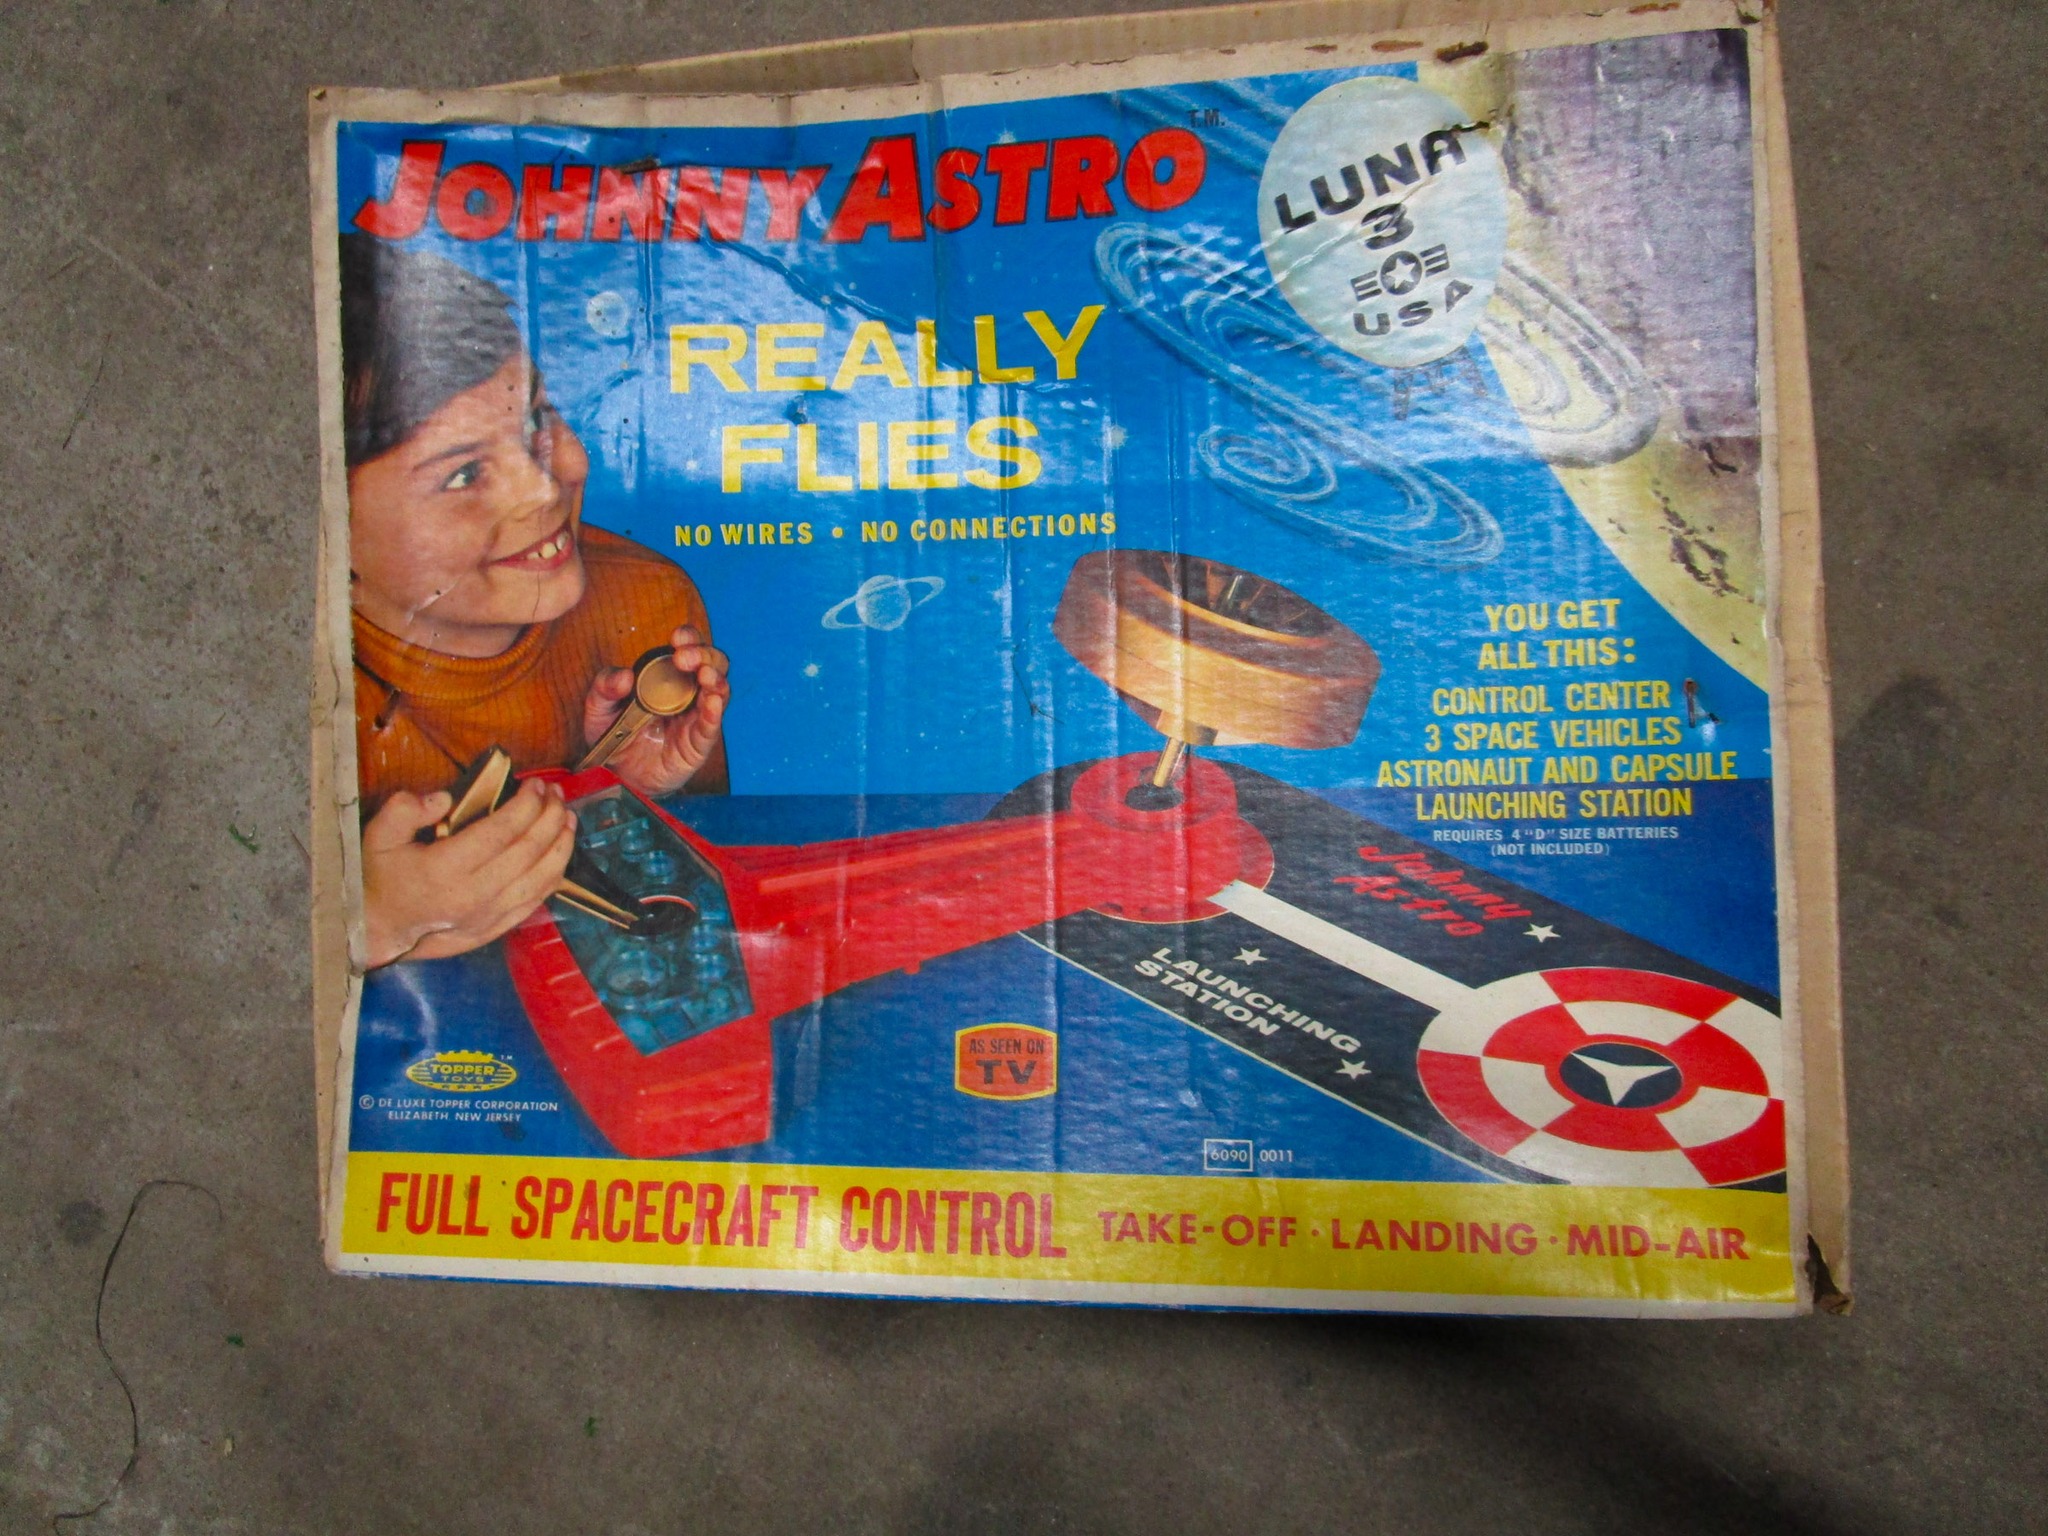 JOHNNY ASTRO T.M.
LUNA
3
USA
REALLY
FLIES
NO WIRES • NO CONNECTIONS
YOU GET
ALL THIS:
CONTROL CENTER
3 SPACE VEHICLES
ASTRONAUT AND CAPSULE
LAUNCHING STATION
REQUIRES 4 "D" SIZE BATTERIES
(NOT INCLUDED)
JOHNNY
ASTRO
LAUNCHING
STATION
AS SEEN ON
TV
TOPPER TM
TOYS
© DE LUXE TOPPER CORPORATION
ELIZABETH NEW JERSEY
6090 0011
FULL SPACECRAFT CONTROL TAKE-OFF · LANDING · MID-AIR